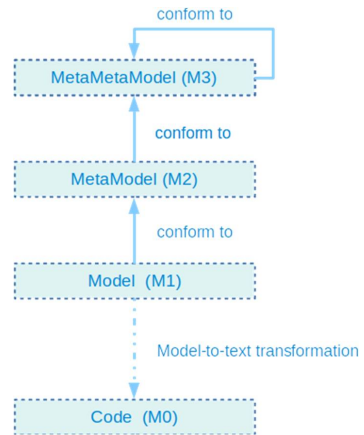 conform to
MetaMetaModel (M3)
conform to
MetaModel (M2)
conform to
Model (M1)
Model-to-text transformation
Code (M0)